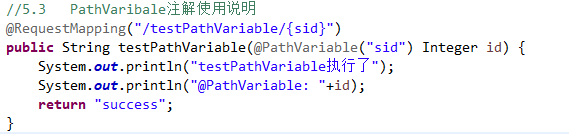 //5.3   PathVaribale注解使用说明
@RequestMapping("/testPathVariable/{sid}")
public String testPathVariable(@PathVariable("sid") Integer id) {
    System.out.println("testPathVariable执行了");
    System.out.println("@PathVariable: "+id);
    return "success";
}